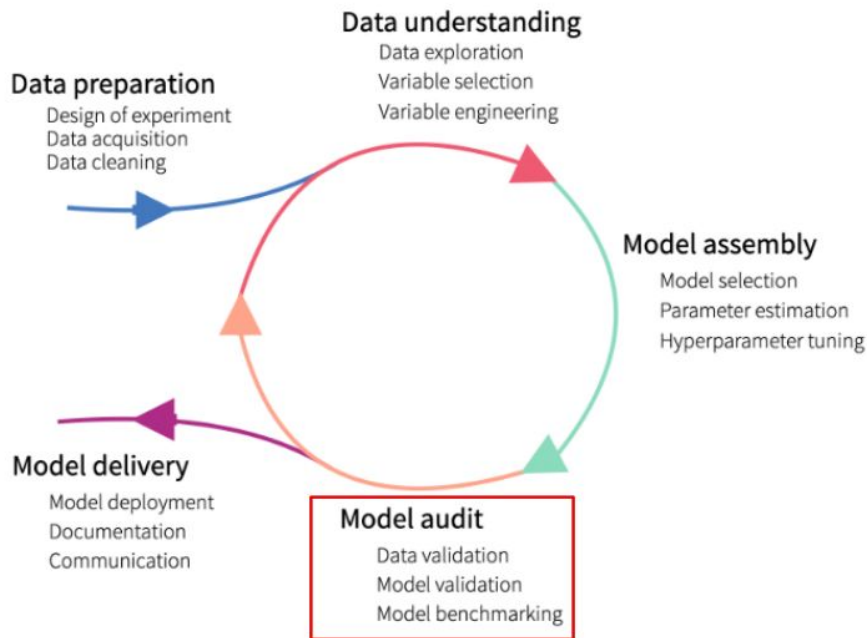 Data understanding
Data exploration
Variable selection
Variable engineering
Data preparation
Design of experiment
Data acquisition
Data cleaning
Model assembly
Model selection
Parameter estimation
Hyperparameter tuning
Model delivery
Model deployment
Documentation
Communication
Model audit
Data validation
Model validation
Model benchmarking